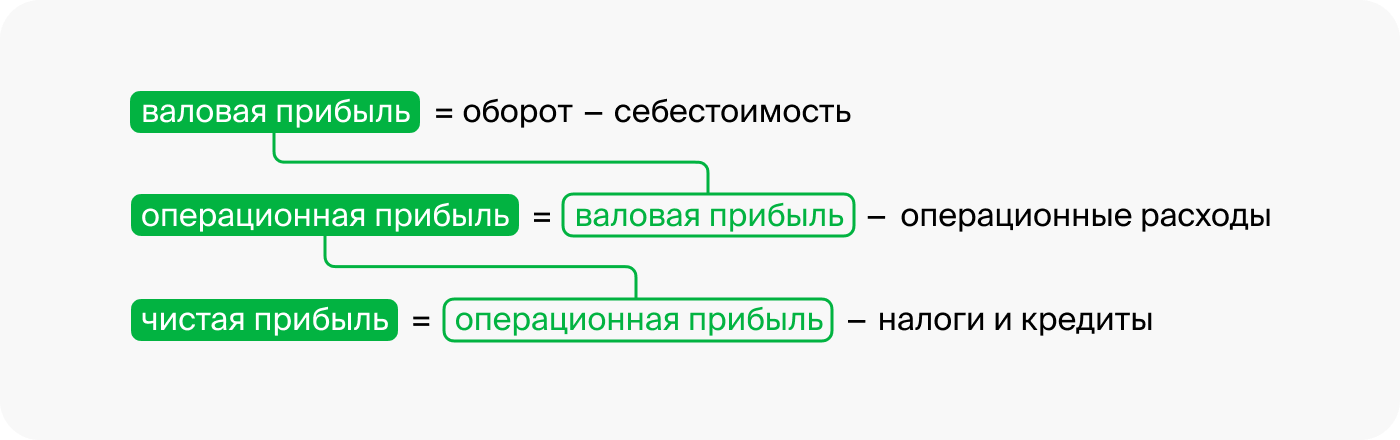 валовая прибыль = оборот – себестоимость
операционная прибыль = валовая прибыль – операционные расходы
чистая прибыль = операционная прибыль – налоги и кредиты